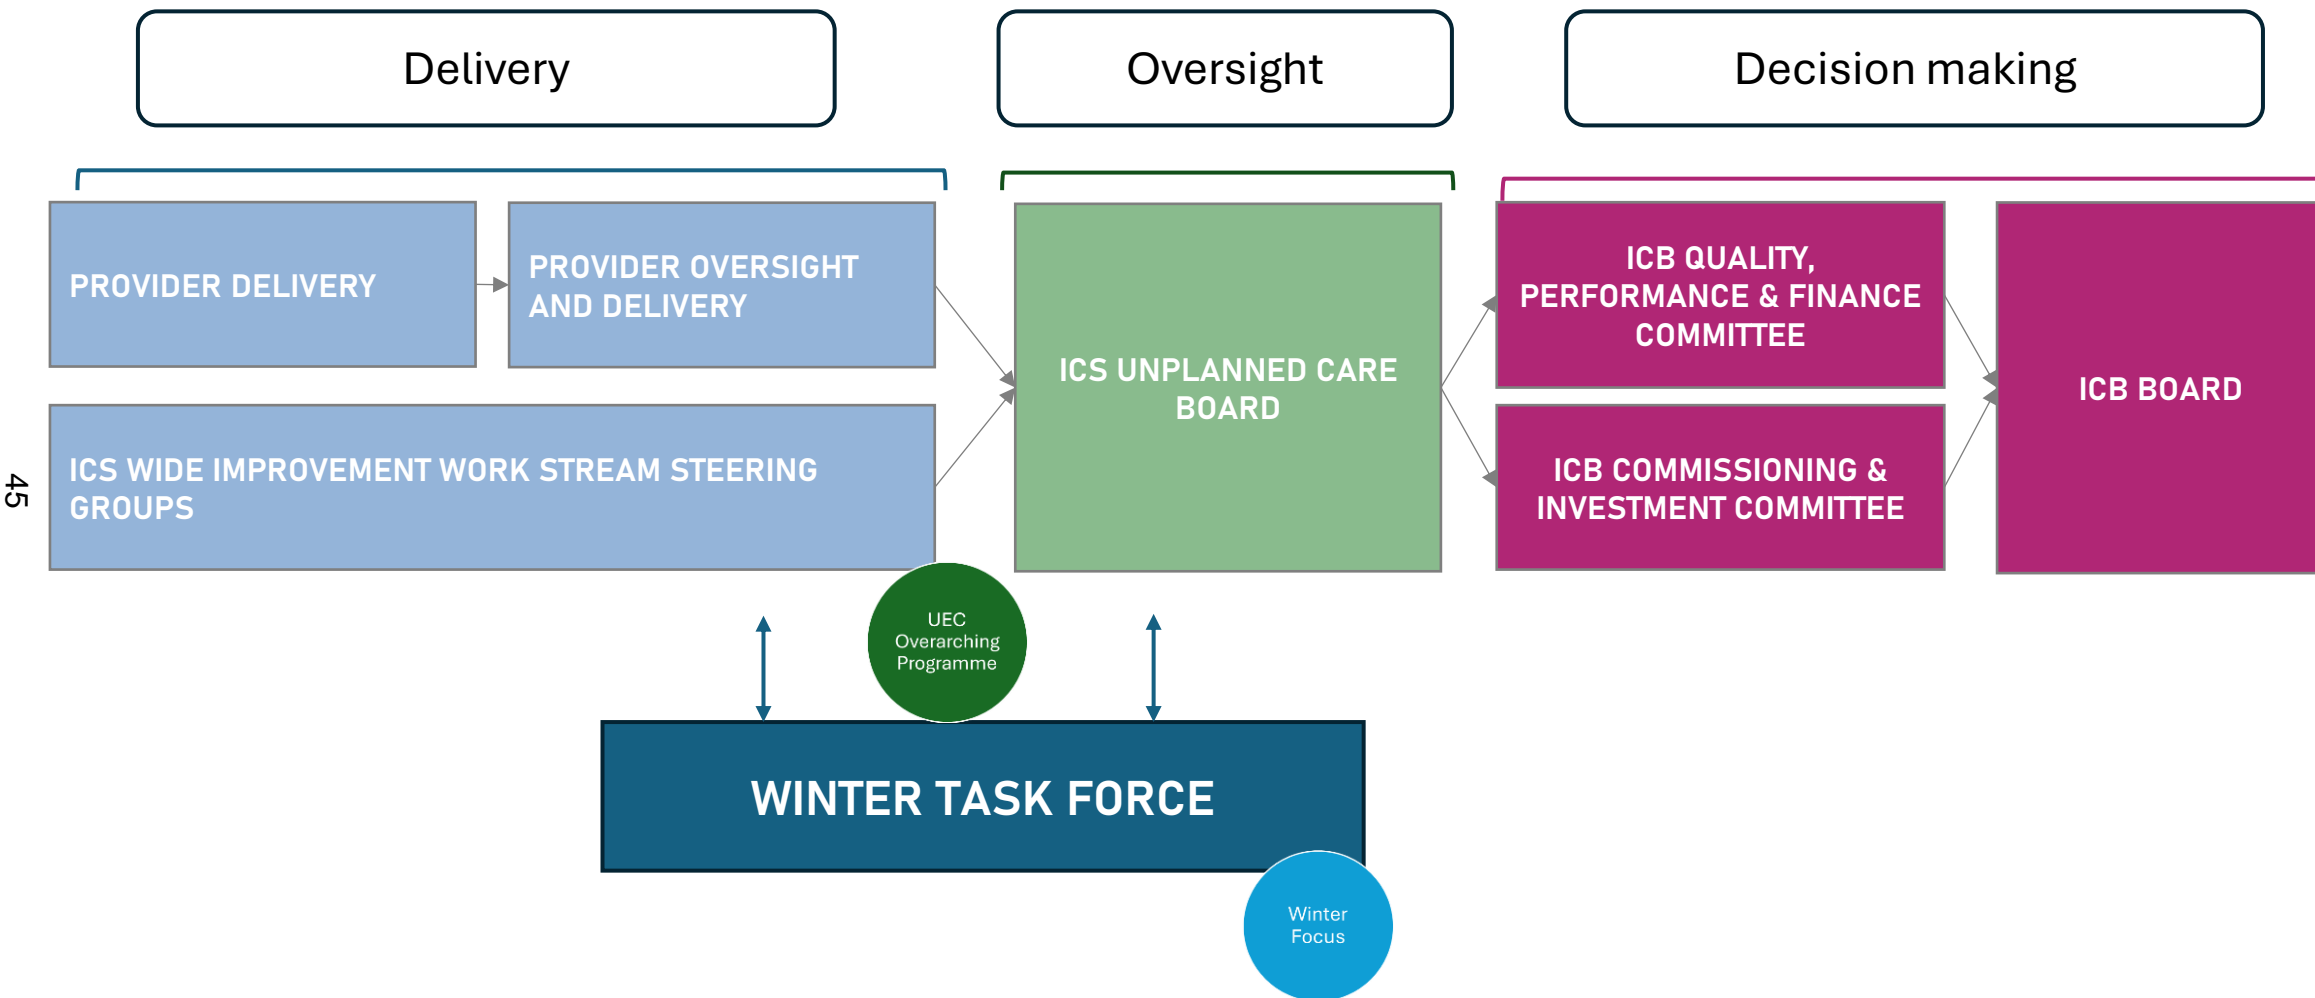 Delivery
Oversight
Decision making
PROVIDER DELIVERY
PROVIDER OVERSIGHT
AND DELIVERY
ICS WIDE IMPROVEMENT WORK STREAM STEERING
GROUPS
ICS UNPLANNED CARE
BOARD
ICB QUALITY,
PERFORMANCE & FINANCE
COMMITTEE
ICB COMMISSIONING &
INVESTMENT COMMITTEE
ICB BOARD
45
UEC
Overarching
Programme
WINTER TASK FORCE
Winter
Focus